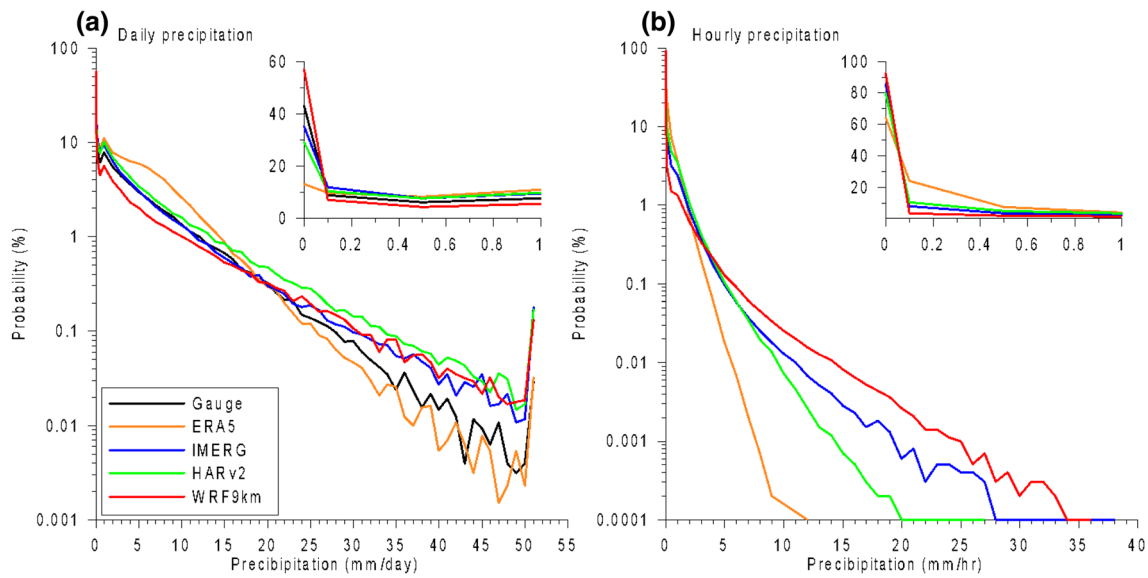 (a) Daily precipitation
100
10
1
0.1
0.01
0.001
Probability (%)
60
40
20
0
0 0.2 0.4 0.6 0.8 1
Gauge
ERA5
IMERG
HARv2
WRF9km
0 5 10 15 20 25 30 35 40 45 50 55
Precibipitation (mm/day)
(b) Hourly precipitation
100
10
1
0.1
0.01
0.001
0.0001
Probability (%)
100
80
60
40
20
0 0.2 0.4 0.6 0.8 1
0 5 10 15 20 25 30 35 40
Precipitation (mm/hr)